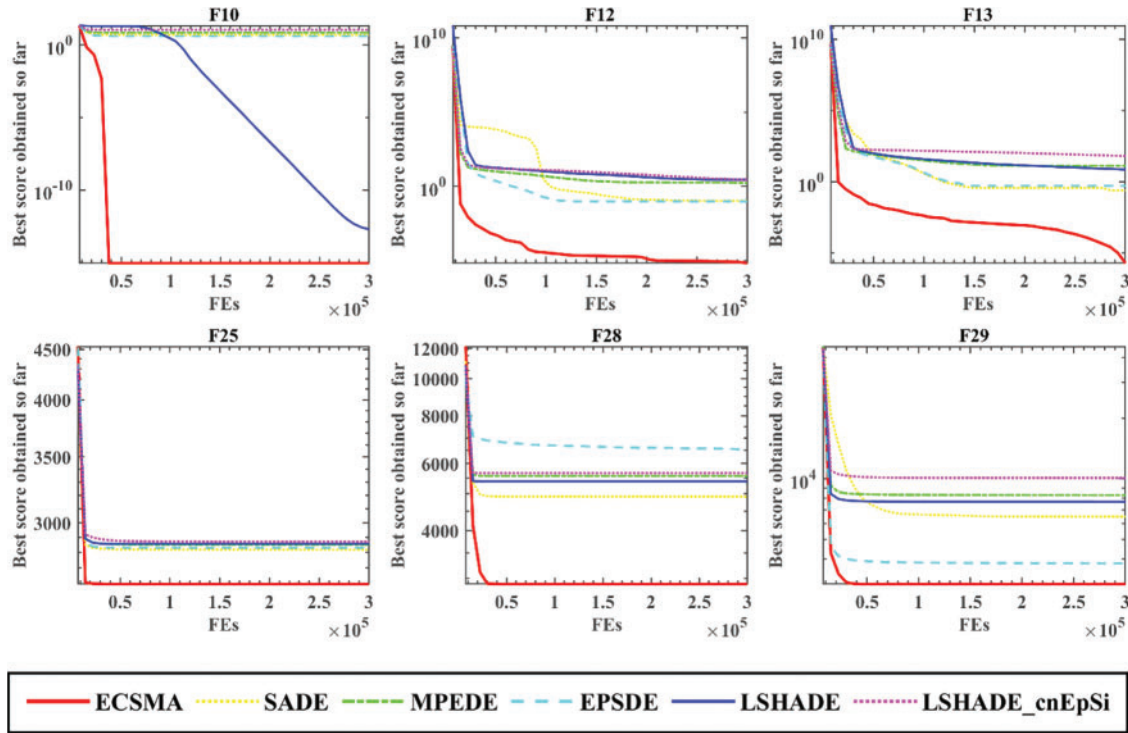 F10 F12 F13
Best score obtained so far
10^0
10^-10
0.5 1 1.5 2 2.5 3
FEs ×10^5
Best score obtained so far
10^10
10^0
0.5 1 1.5 2 2.5 3
FEs ×10^5
Best score obtained so far
10^10
10^0
0.5 1 1.5 2 2.5 3
FEs ×10^5
F25 F28 F29
Best score obtained so far
4500
4000
3500
3000
0.5 1 1.5 2 2.5 3
FEs ×10^5
Best score obtained so far
12000
10000
8000
6000
4000
0.5 1 1.5 2 2.5 3
FEs ×10^5
Best score obtained so far
10^4
0.5 1 1.5 2 2.5 3
FEs ×10^5
ECSMA SADE MPEDE EPSDE LSHADE LSHADE_cnEpSi